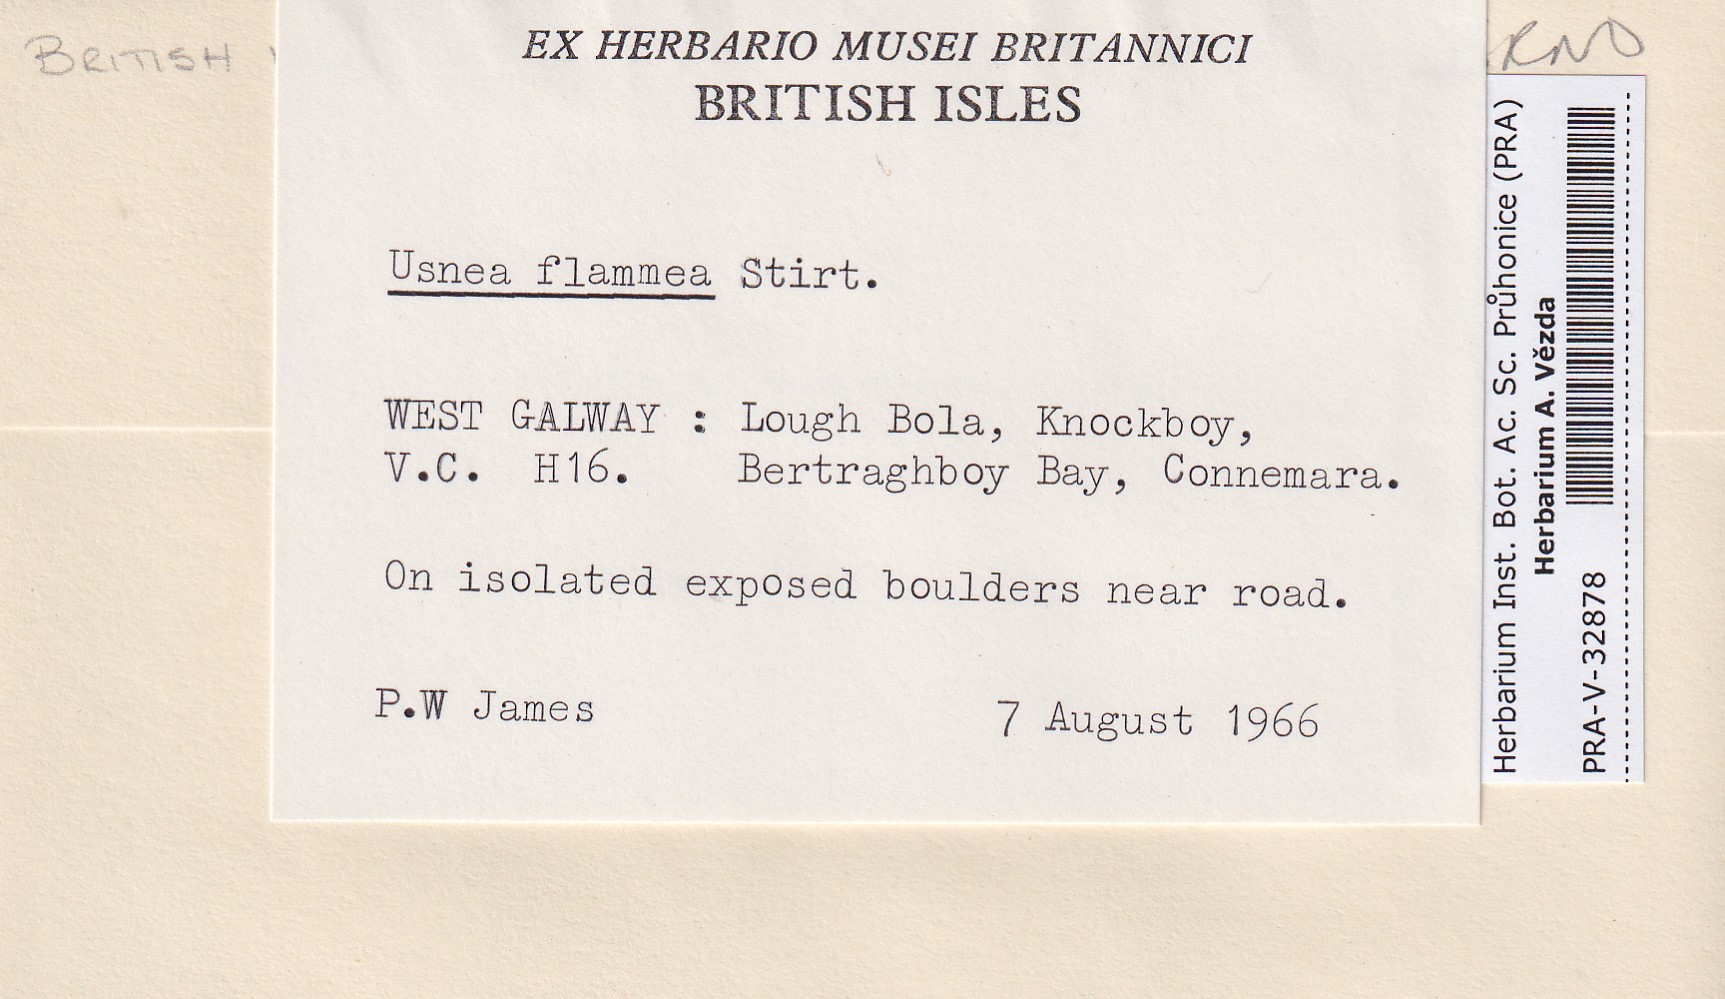 BRITISH
EX HERBARIO MUSEI BRITANNICI
BRITISH ISLES
Usnea flammea Stirt.
WEST GALWAY : Lough Bola, Knockboy,
V.C. H16. Bertraghboy Bay, Connemara.
On isolated exposed boulders near road.
P.W James
7 August 1966
Herbarium Inst. Bot. Ac. Sc. Průhonice (PRA)
Herbarium A. Vězda
PRA-V-32878